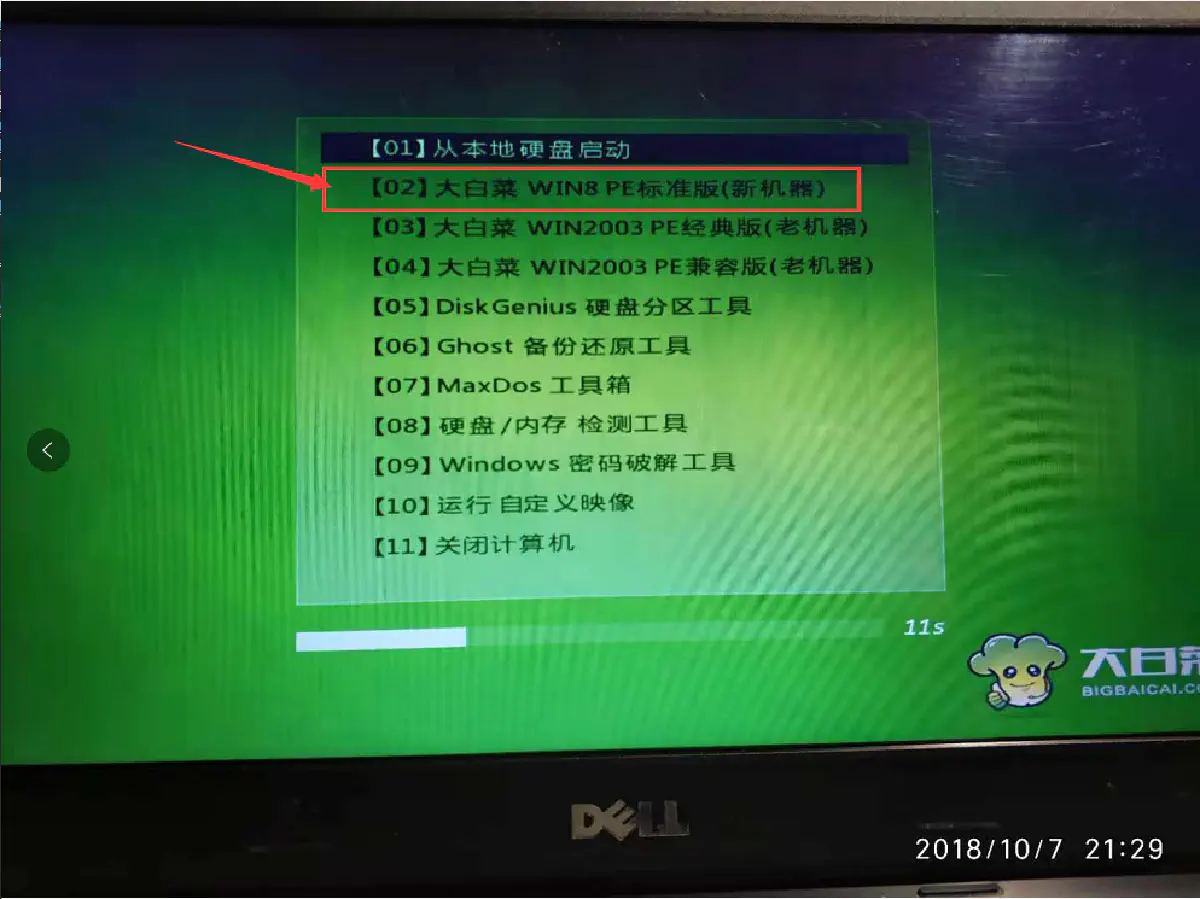 【01】从本地硬盘启动
【02】大白菜 WIN8 PE标准版(新机器)
【03】大白菜 WIN2003 PE经典版(老机器)
【04】大白菜 WIN2003 PE兼容版(老机器)
【05】DiskGenius 硬盘分区工具
【06】Ghost 备份还原工具
【07】MaxDos 工具箱
【08】硬盘/内存 检测工具
【09】Windows 密码破解工具
【10】运行 自定义映像
【11】关闭计算机
11s
大白菜
BIGBAICAI.CO
DELL
2018/10/7 21:29